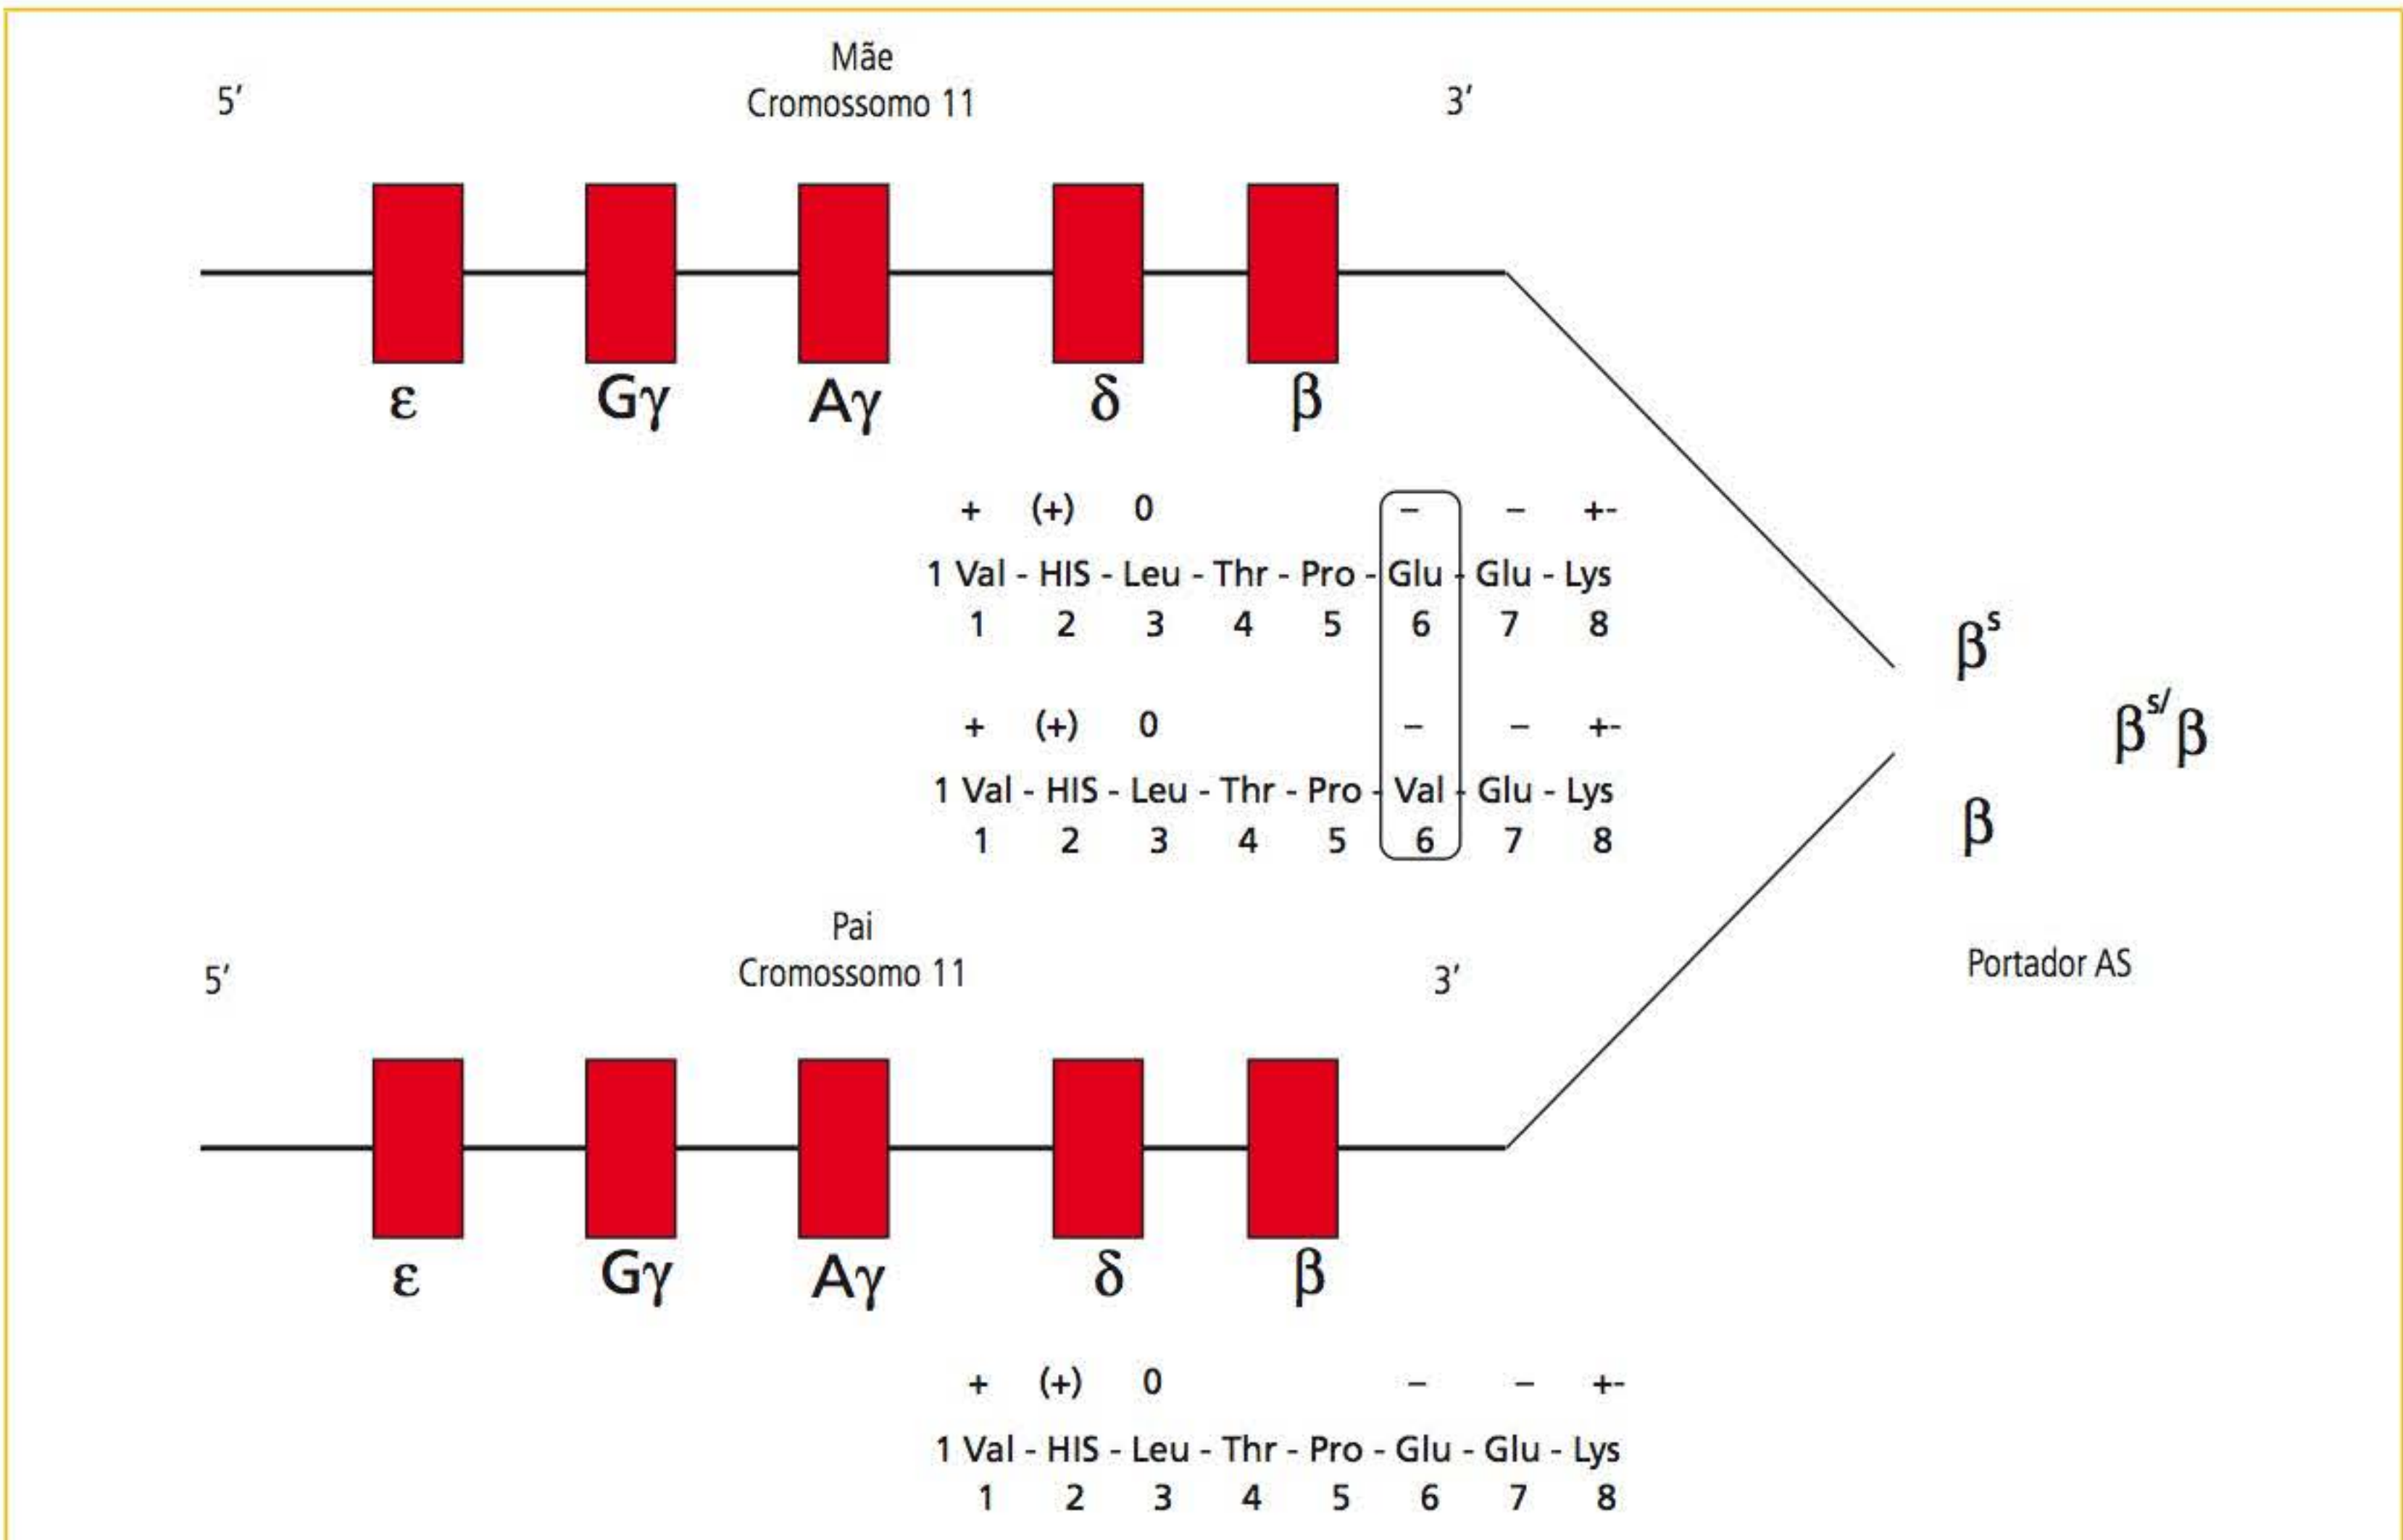 Mãe
Cromossomo 11
5′ 3′
ε Gγ Aγ δ β
+ (+) 0 – – +-
1 Val - HIS - Leu - Thr - Pro - Glu - Glu - Lys
1 2 3 4 5 6 7 8
+ (+) 0 – – +-
1 Val - HIS - Leu - Thr - Pro - Val - Glu - Lys
1 2 3 4 5 6 7 8
βˢ
βˢ/β
β
Portador AS
Pai
Cromossomo 11
5′ 3′
ε Gγ Aγ δ β
+ (+) 0 – – +-
1 Val - HIS - Leu - Thr - Pro - Glu - Glu - Lys
1 2 3 4 5 6 7 8